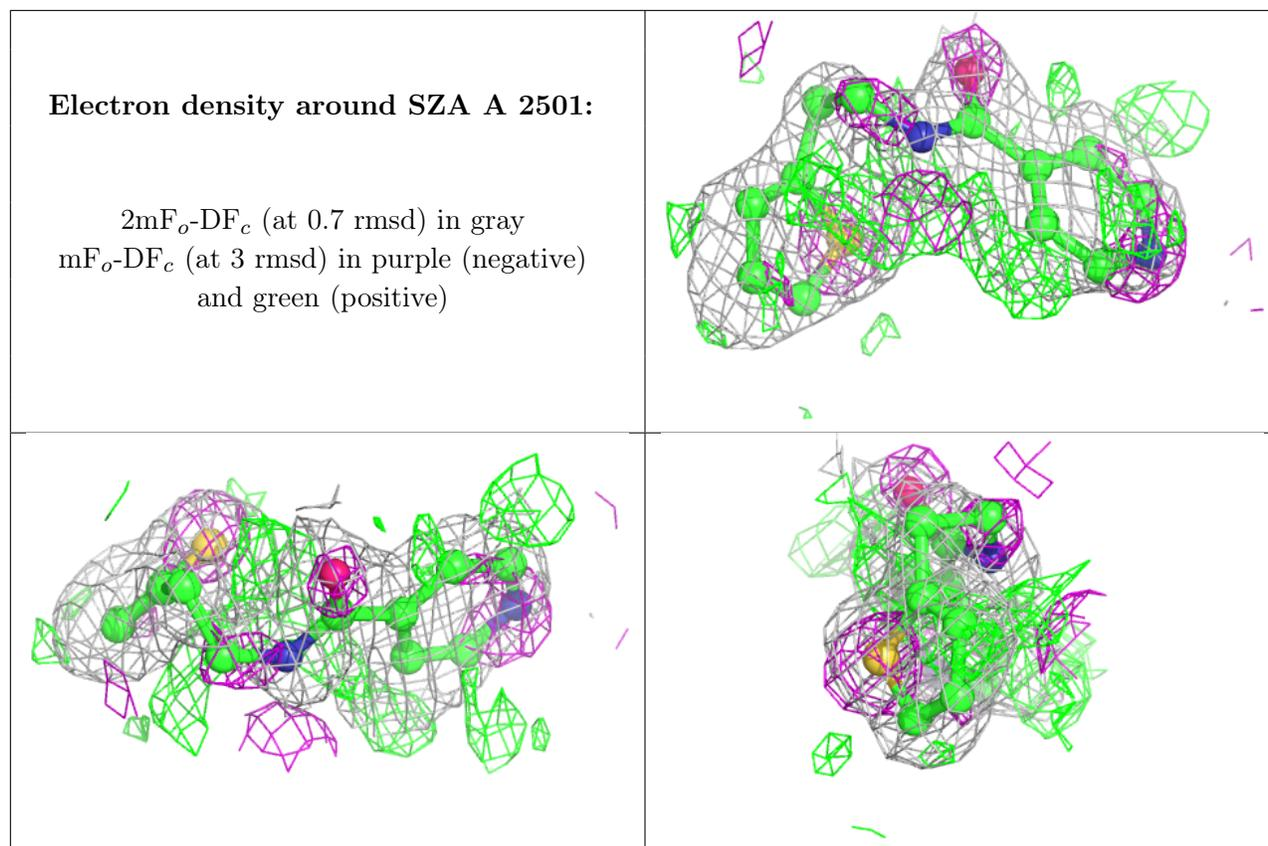 Electron density around SZA A 2501:
2mFo-DFc (at 0.7 rmsd) in gray
mFo-DFc (at 3 rmsd) in purple (negative)
and green (positive)